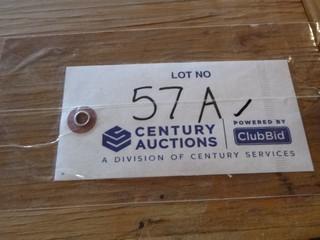 LOT NO
57A ✓
CENTURY AUCTIONS
POWERED BY
ClubBid
A DIVISION OF CENTURY SERVICES